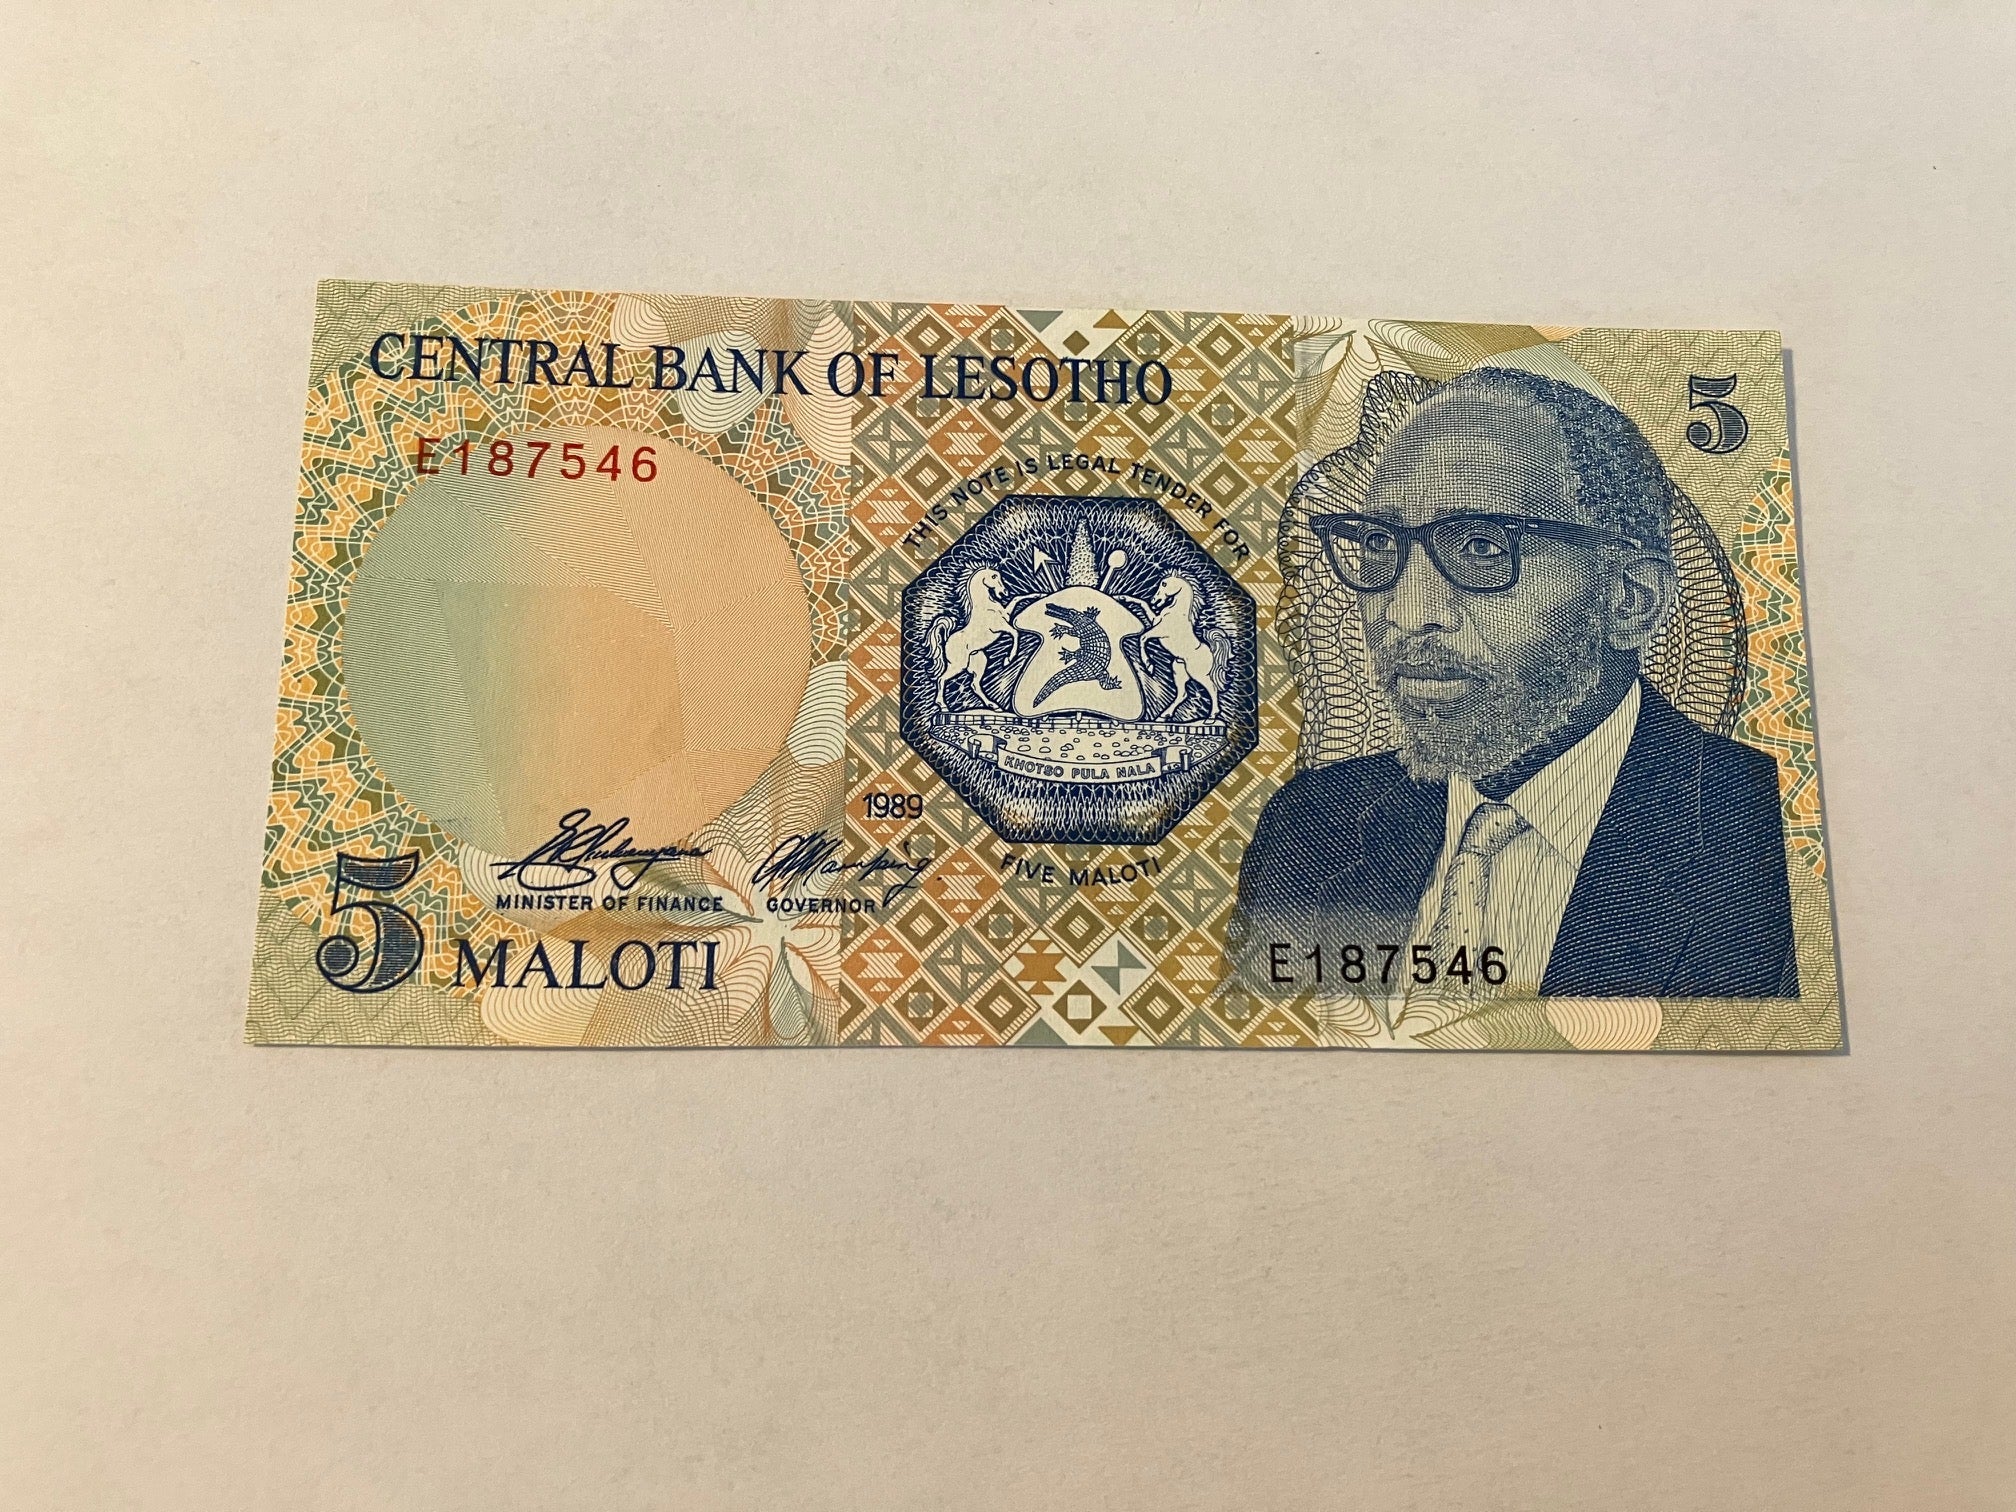 CENTRAL BANK OF LESOTHO
5
E187546
THIS NOTE IS LEGAL TENDER FOR
KHOTSO PULA NALA
1989
FIVE MALOTI
MINISTER OF FINANCE
GOVERNOR
5 MALOTI
E187546